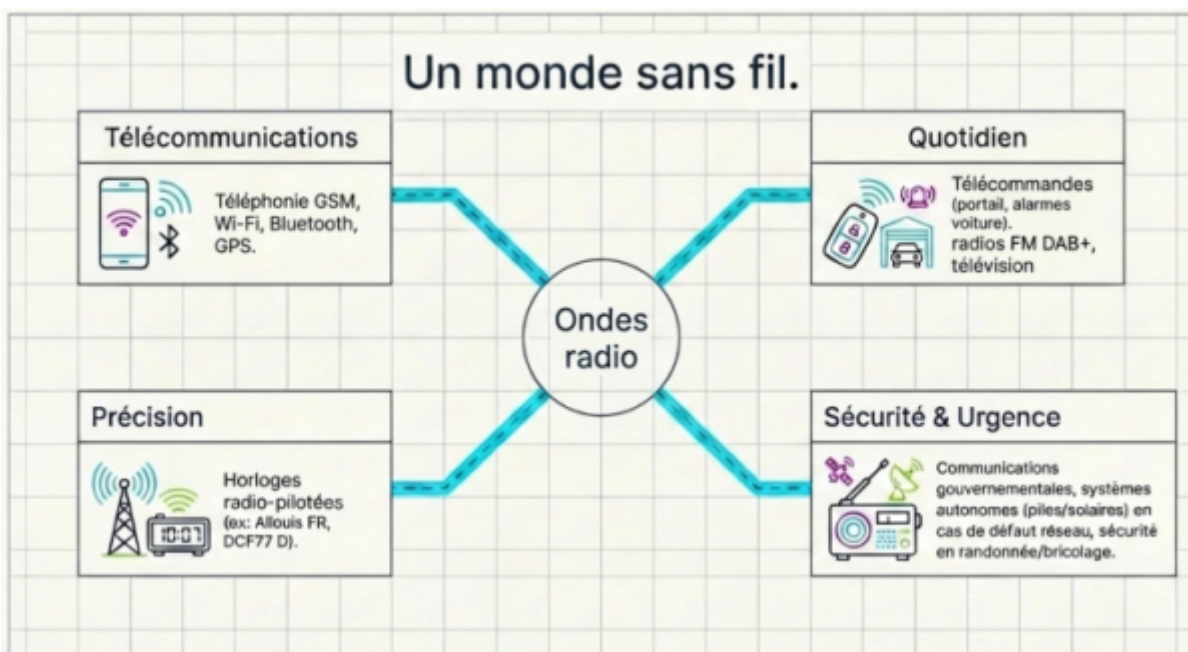 Un monde sans fil.
Télécommunications
Téléphonie GSM,
Wi-Fi, Bluetooth,
GPS.
Quotidien
Télécommandes
(portail, alarmes
voiture).
radios FM DAB+,
télévision
Ondes
radio
Précision
Horloges
radio-pilotées
(ex: Allouis FR,
DCF77 D).
10:07
Sécurité & Urgence
Communications
gouvernementales, systèmes
autonomes (piles/solaires) en
cas de défaut réseau, sécurité
en randonnée/bricolage.